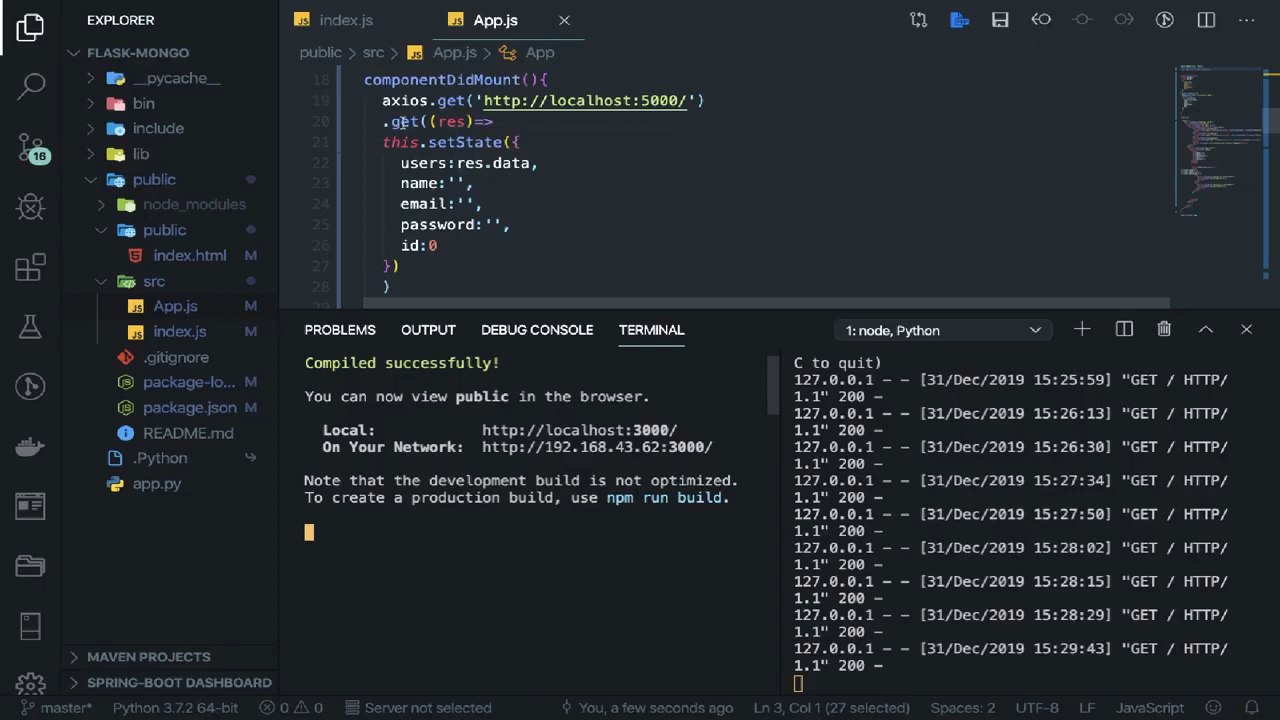 EXPLORER
FLASK-MONGO
__pycache__
bin
include
lib
public
node_modules
public
index.html M
src
App.js M
index.js M
.gitignore
package-lo... M
package.json M
README.md
.Python
app.py
MAVEN PROJECTS
SPRING-BOOT DASHBOARD
16
index.js
App.js
public > src > App.js > App
18 componentDidMount(){
19 axios.get('http://localhost:5000/')
20 .get((res)=>
21 this.setState({
22 users:res.data,
23 name:'',
24 email:'',
25 password:'',
26 id:0
27 })
28 )
PROBLEMS OUTPUT DEBUG CONSOLE TERMINAL 1: node, Python
Compiled successfully!
You can now view public in the browser.
Local: http://localhost:3000/
On Your Network: http://192.168.43.62:3000/
Note that the development build is not optimized.
To create a production build, use npm run build.
C to quit)
127.0.0.1 - - [31/Dec/2019 15:25:59] "GET / HTTP/
1.1" 200 -
127.0.0.1 - - [31/Dec/2019 15:26:13] "GET / HTTP/
1.1" 200 -
127.0.0.1 - - [31/Dec/2019 15:26:30] "GET / HTTP/
1.1" 200 -
127.0.0.1 - - [31/Dec/2019 15:27:34] "GET / HTTP/
1.1" 200 -
127.0.0.1 - - [31/Dec/2019 15:27:50] "GET / HTTP/
1.1" 200 -
127.0.0.1 - - [31/Dec/2019 15:28:02] "GET / HTTP/
1.1" 200 -
127.0.0.1 - - [31/Dec/2019 15:28:15] "GET / HTTP/
1.1" 200 -
127.0.0.1 - - [31/Dec/2019 15:28:29] "GET / HTTP/
1.1" 200 -
127.0.0.1 - - [31/Dec/2019 15:29:43] "GET / HTTP/
1.1" 200 -
master* Python 3.7.2 64-bit 0 0 Server not selected You, a few seconds ago Ln 3, Col 1 (27 selected) Spaces: 2 UTF-8 LF JavaScript